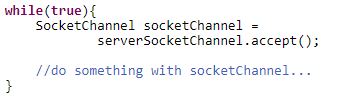 while(true){
    SocketChannel socketChannel =
            serverSocketChannel.accept();

    //do something with socketChannel...
}